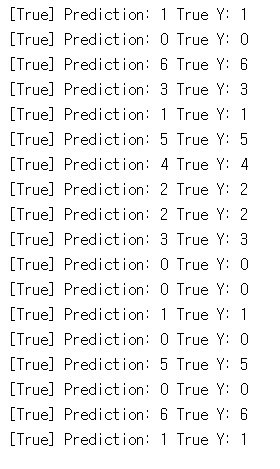 [True] Prediction: 1 True Y: 1
[True] Prediction: 0 True Y: 0
[True] Prediction: 6 True Y: 6
[True] Prediction: 3 True Y: 3
[True] Prediction: 1 True Y: 1
[True] Prediction: 5 True Y: 5
[True] Prediction: 4 True Y: 4
[True] Prediction: 2 True Y: 2
[True] Prediction: 2 True Y: 2
[True] Prediction: 3 True Y: 3
[True] Prediction: 0 True Y: 0
[True] Prediction: 0 True Y: 0
[True] Prediction: 1 True Y: 1
[True] Prediction: 0 True Y: 0
[True] Prediction: 5 True Y: 5
[True] Prediction: 0 True Y: 0
[True] Prediction: 6 True Y: 6
[True] Prediction: 1 True Y: 1